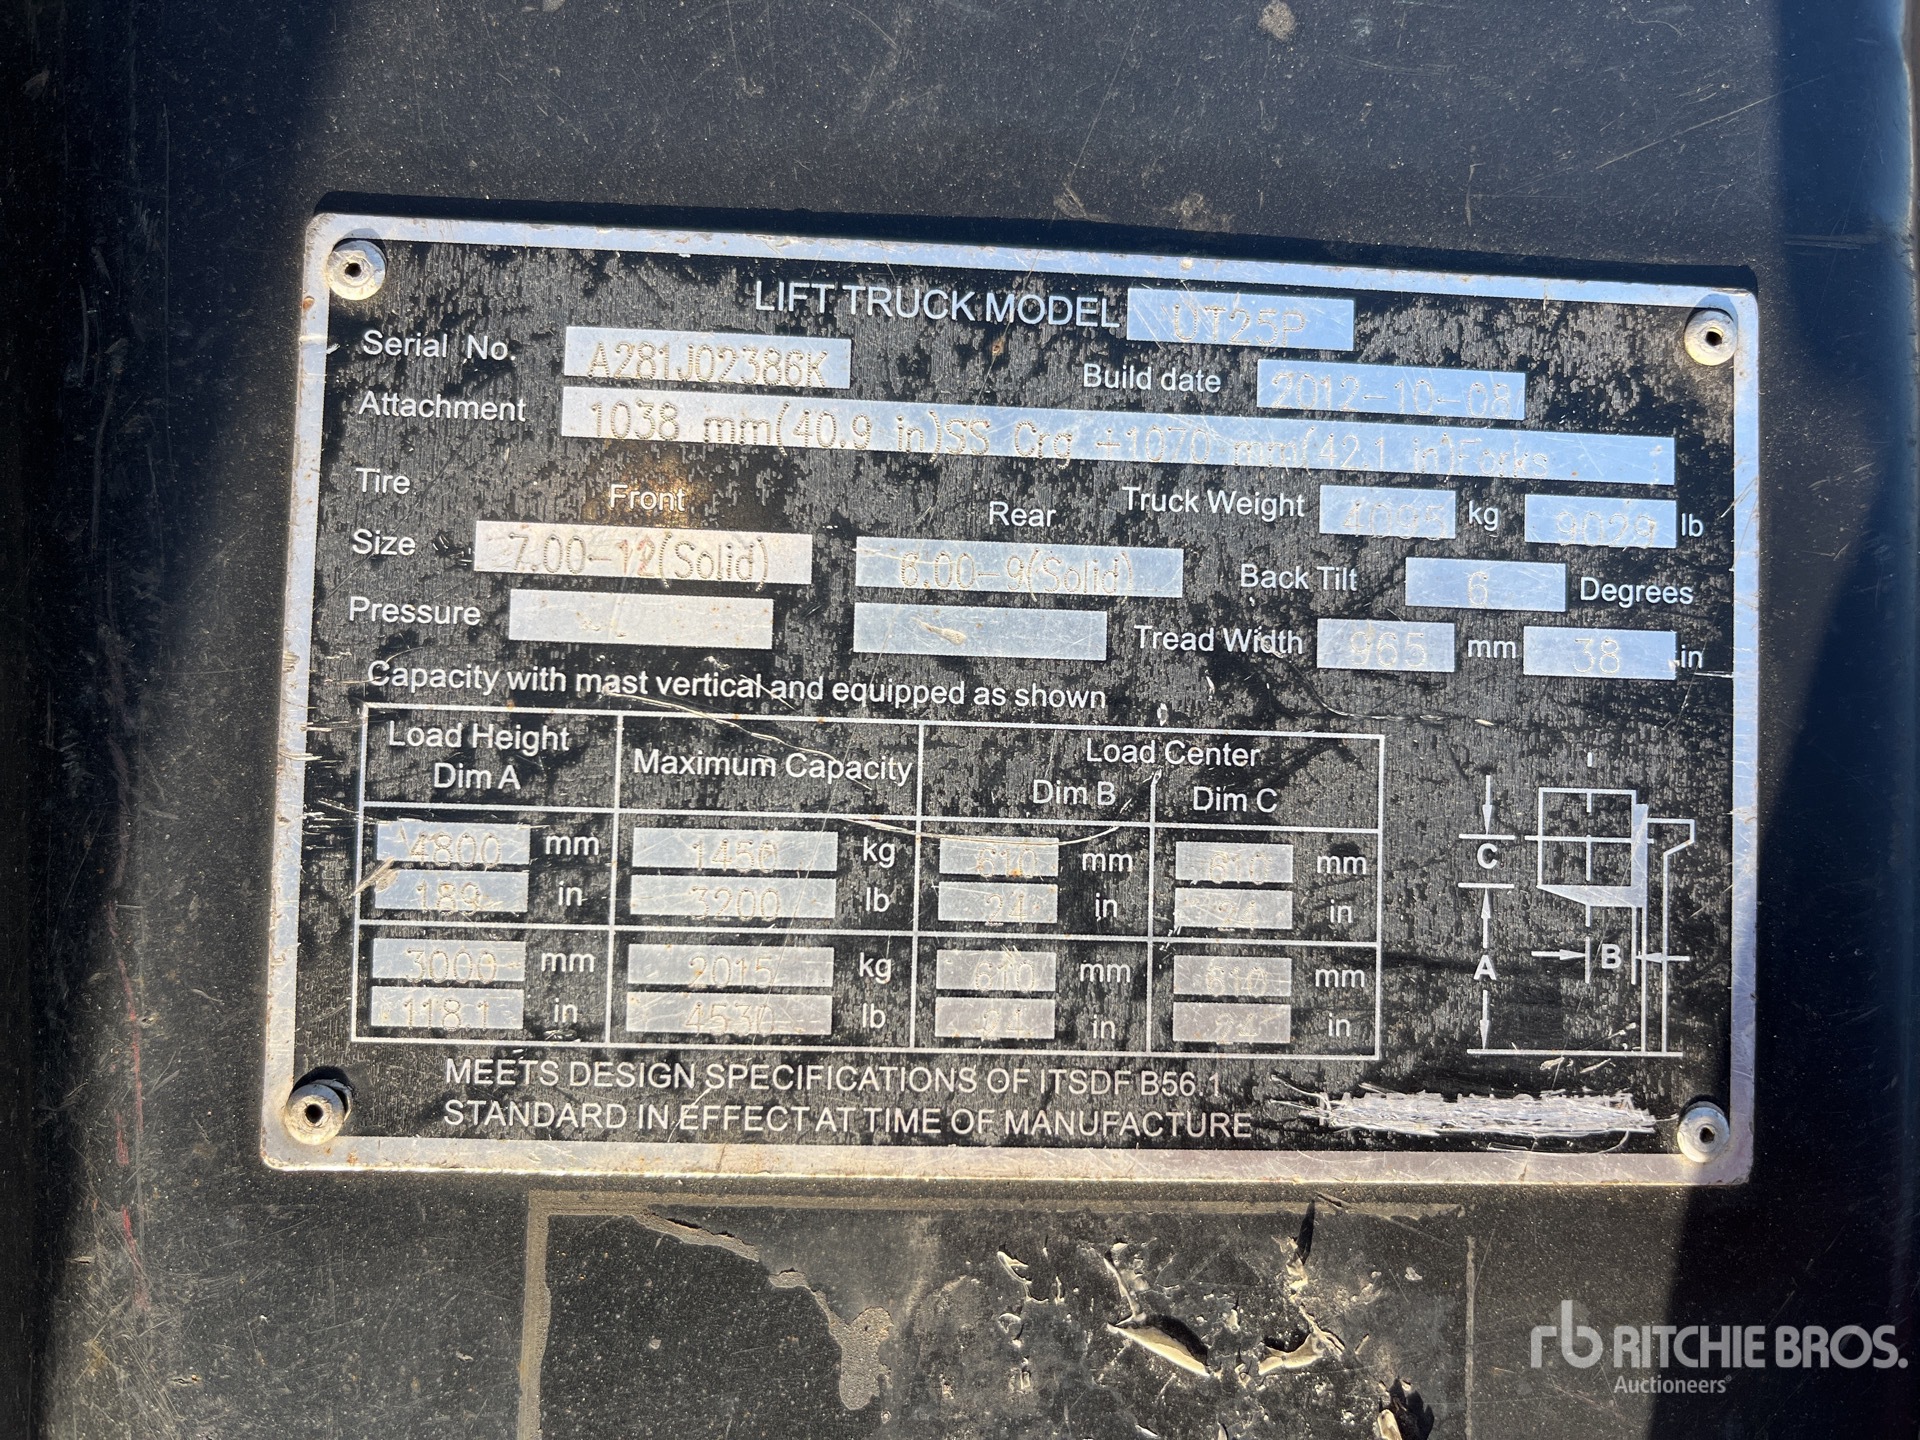 LIFT TRUCK MODEL UT25P
Serial No. A281J02386K Build date 2012-10-08
Attachment 1038 mm(40.9 in)SS Crg +1070 mm(42.1 in)Forks
Tire Front Rear Truck Weight 4095 kg 9029 lb
Size 7.00-12(Solid) 6.00-9(Solid) Back Tilt 6 Degrees
Pressure Tread Width 965 mm 38 in
Capacity with mast vertical and equipped as shown
Load Height Maximum Capacity Load Center
Dim A Dim B Dim C
4800 mm 1450 kg 610 mm 610 mm
189 in 3200 lb 24 in 24 in
3000 mm 2015 kg 610 mm 610 mm
118.1 in 4530 lb 24 in 24 in
C
A
B
MEETS DESIGN SPECIFICATIONS OF ITSDF B56.1
STANDARD IN EFFECT AT TIME OF MANUFACTURE
rb RITCHIE BROS.
Auctioneers